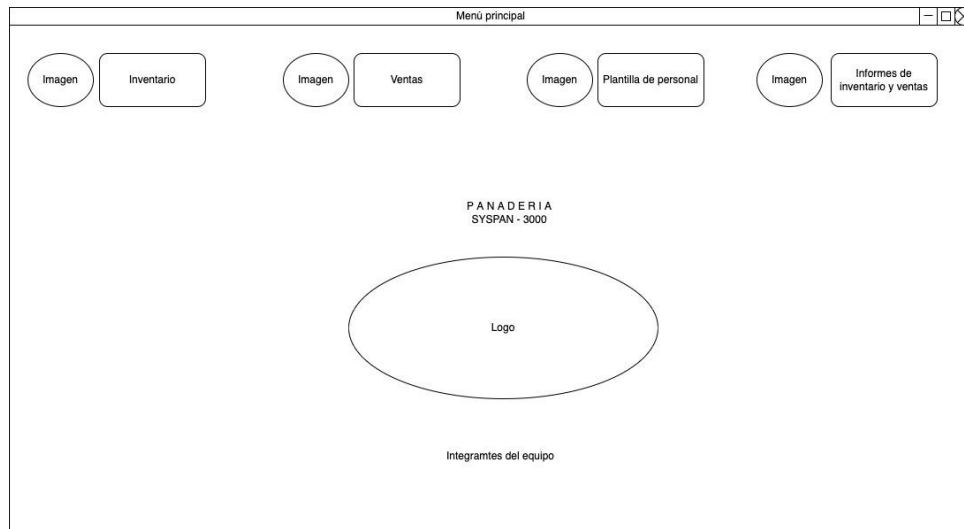 Menú principal
Imagen
Inventario
Imagen
Ventas
Imagen
Plantilla de personal
Imagen
Informes de
inventario y ventas
P A N A D E R I A
SYSPAN - 3000
Logo
Integramtes del equipo